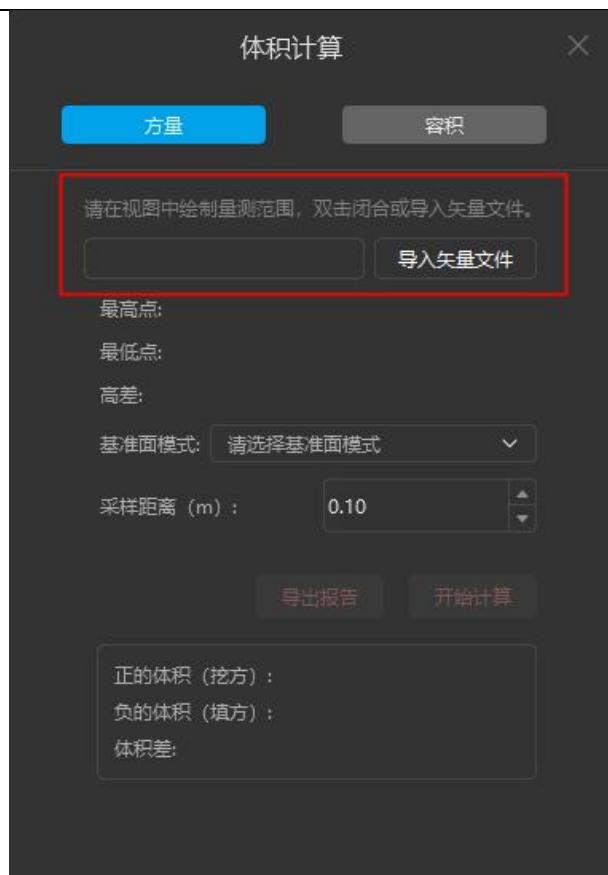 体积计算
方量 容积
请在视图中绘制量测范围，双击闭合或导入矢量文件。
导入矢量文件
最高点:
最低点:
高差:
基准面模式: 请选择基准面模式
采样距离（m）: 0.10
导出报告 开始计算
正的体积（挖方）:
负的体积（填方）:
体积差: